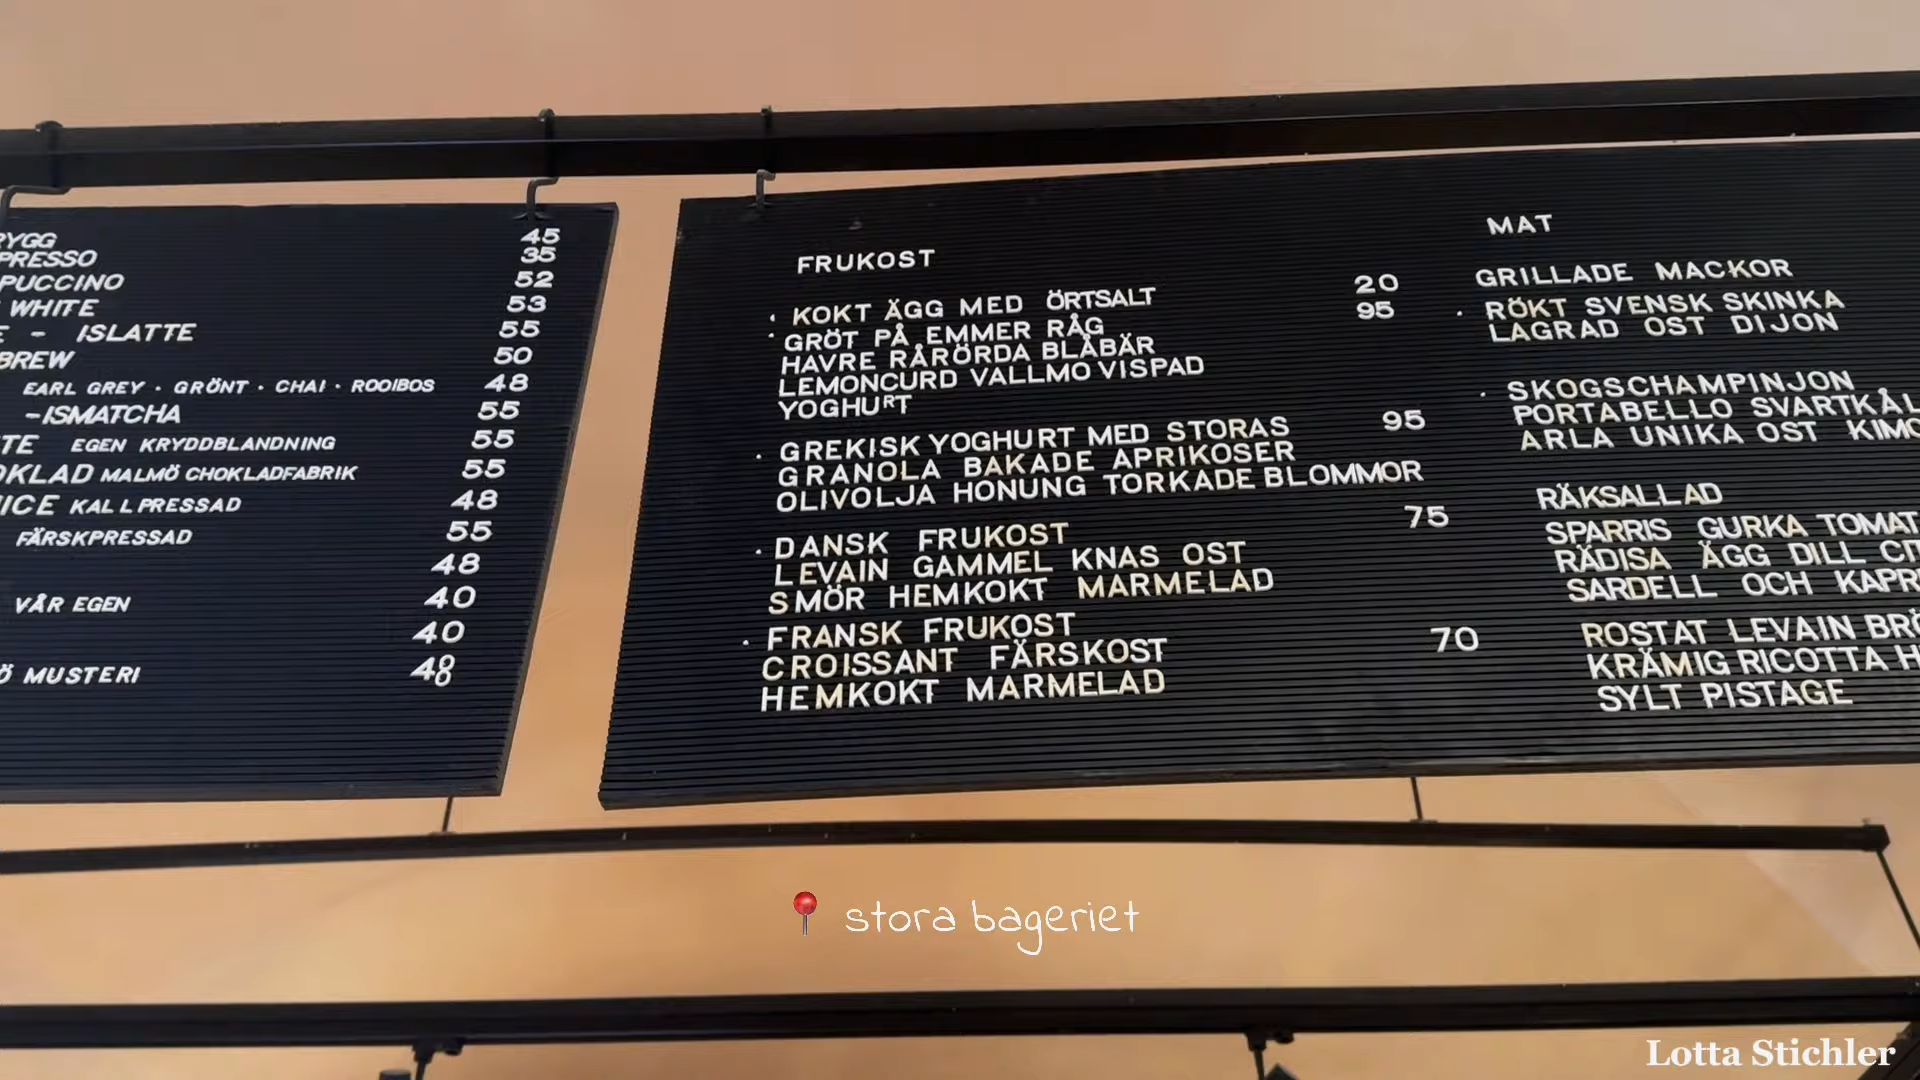 45
PRESSO 35
PUCCINO 52
WHITE 53
- ISLATTE 55
BREW 50
EARL GREY · GRÖNT · CHAI · ROOIBOS 48
-ISMATCHA 55
EGEN KRYDDBLANDNING 55
MALMÖ CHOKLADFABRIK 55
KALLPRESSAD 48
FÄRSKPRESSAD 55
48
VÅR EGEN 40
40
MUSTERI 48
FRUKOST
· KOKT ÄGG MED ÖRTSALT 20
· GRÖT PÅ EMMER RÅG 95
HAVRE RÅRÖRDA BLÅBÄR
LEMONCURD VALLMO VISPAD
YOGHURT
· GREKISK YOGHURT MED STORAS 95
GRANOLA BAKADE APRIKOSER
OLIVOLJA HONUNG TORKADE BLOMMOR
· DANSK FRUKOST 75
LEVAIN GAMMEL KNAS OST
SMÖR HEMKOKT MARMELAD
· FRANSK FRUKOST 70
CROISSANT FÄRSKOST
HEMKOKT MARMELAD
MAT
GRILLADE MACKOR
· RÖKT SVENSK SKINKA
LAGRAD OST DIJON
· SKOGSCHAMPINJON
PORTABELLO SVARTKÅL
ARLA UNIKA OST
RÄKSALLAD
SPARRIS GURKA TOMAT
RÄDISA ÄGG DILL
SARDELL OCH
ROSTAT LEVAIN
KRÄMIG RICOTTA
SYLT PISTAGE
stora bageriet
Lotta Stichler